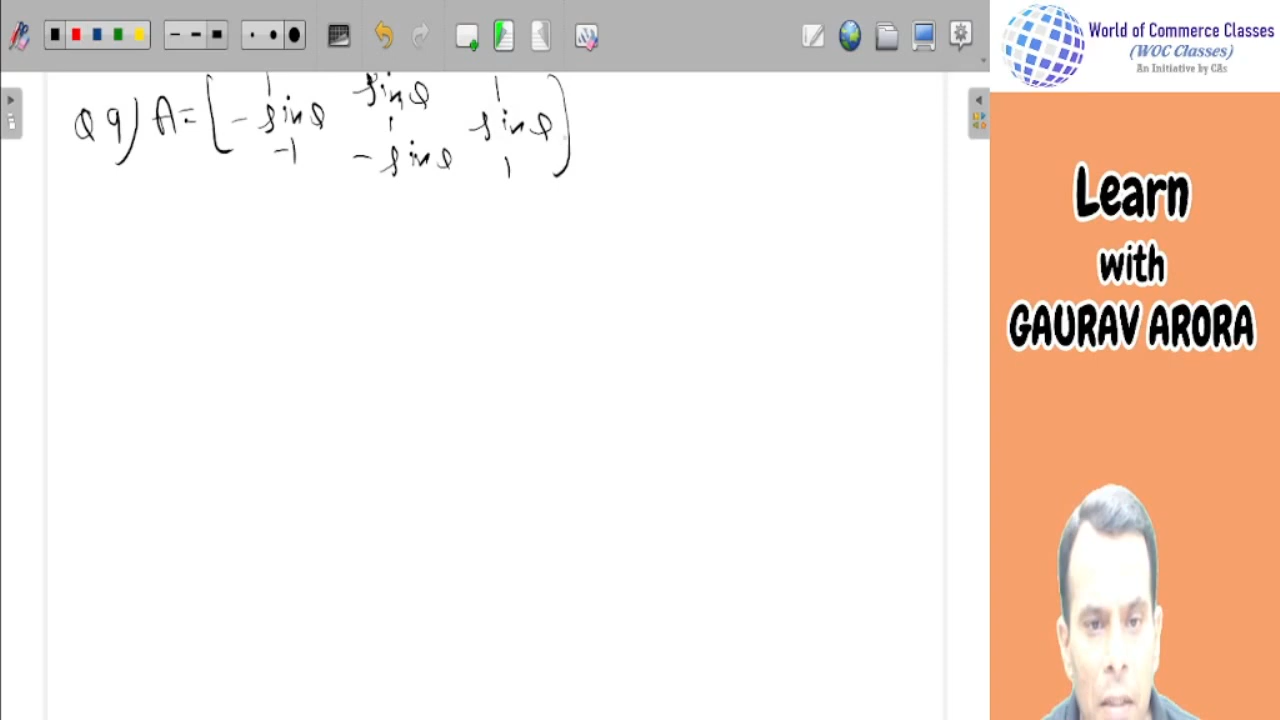 1 sinθ 1
Q 9) A = [ -sinθ 1 sinθ ]
-1 -sinθ 1
World of Commerce Classes
(WOC Classes)
An Initiative by CAs
Learn
with
GAURAV ARORA